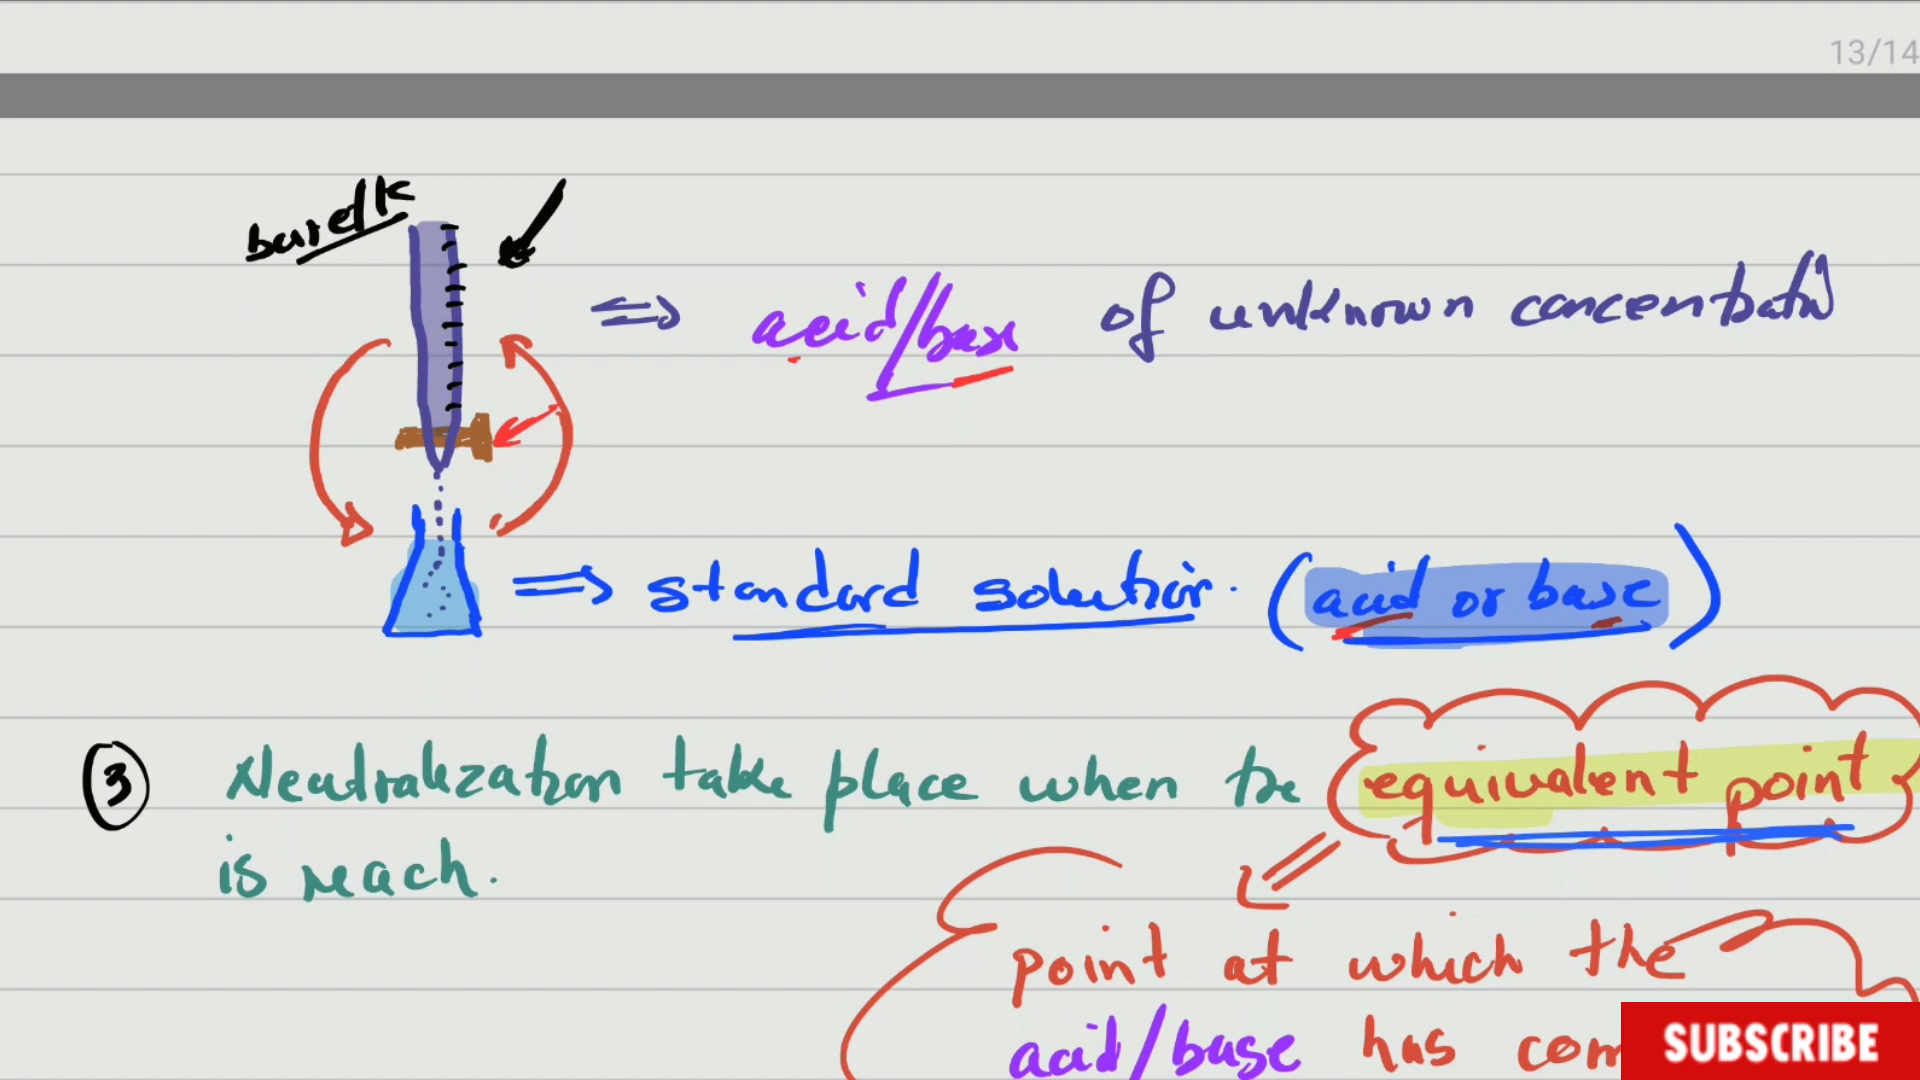 13/14
burette
acid/base of unknown concentration
standard solution. (acid or base)
3 Neutralization take place when the equivalent point
is reach.
point at which the
acid/base has com
SUBSCRIBE